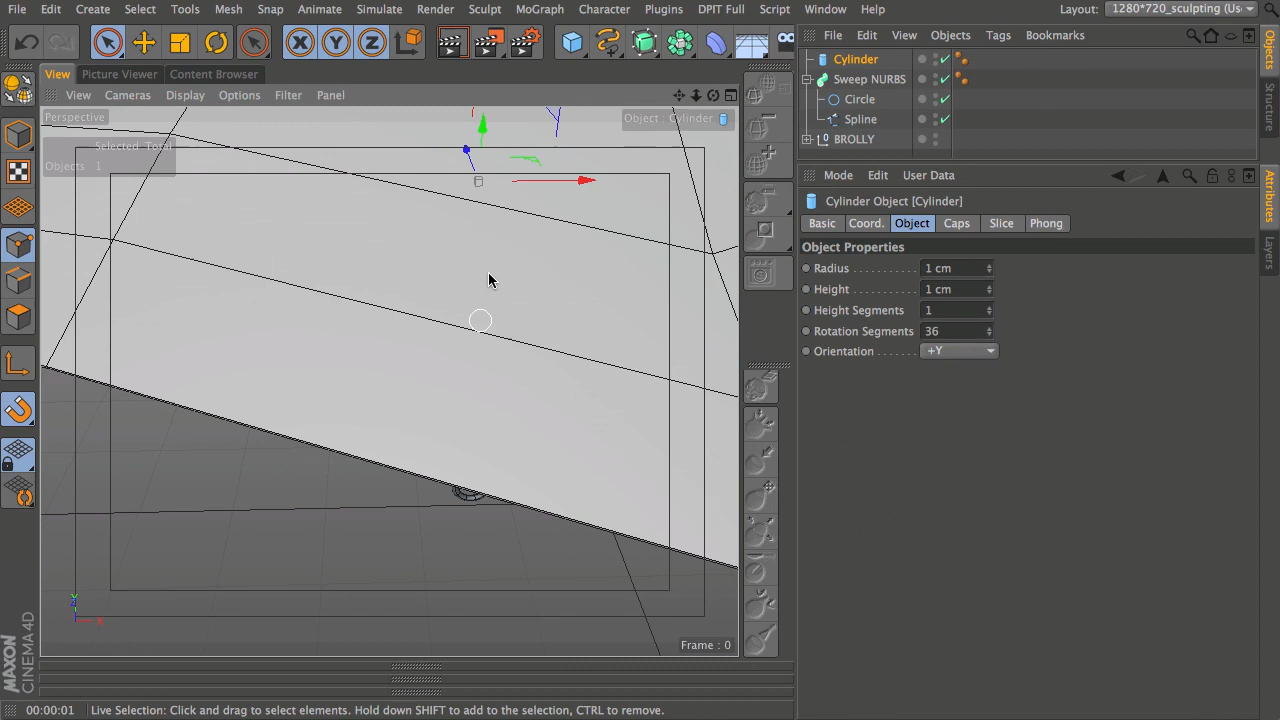 File Edit Create Select Tools Mesh Snap Animate Simulate Render Sculpt MoGraph Character Plugins DPIT Full Script Window Help Layout: 1280*720_sculpting (Us
File Edit View Objects Tags Bookmarks
Cylinder
Sweep NURBS
Circle
Spline
BROLLY
View Picture Viewer Content Browser
View Cameras Display Options Filter Panel
Perspective
Object : Cylinder
Selected Total
Objects 1
Mode Edit User Data
Cylinder Object [Cylinder]
Basic Coord. Object Caps Slice Phong
Object Properties
Radius . . . . . . . . . . 1 cm
Height . . . . . . . . . . 1 cm
Height Segments 1
Rotation Segments 36
Orientation . . . . . . . +Y
Objects
Structure
Attributes
Layers
X Y Z
Frame : 0
MAXON
CINEMA 4D
00:00:01 Live Selection: Click and drag to select elements. Hold down SHIFT to add to the selection, CTRL to remove.